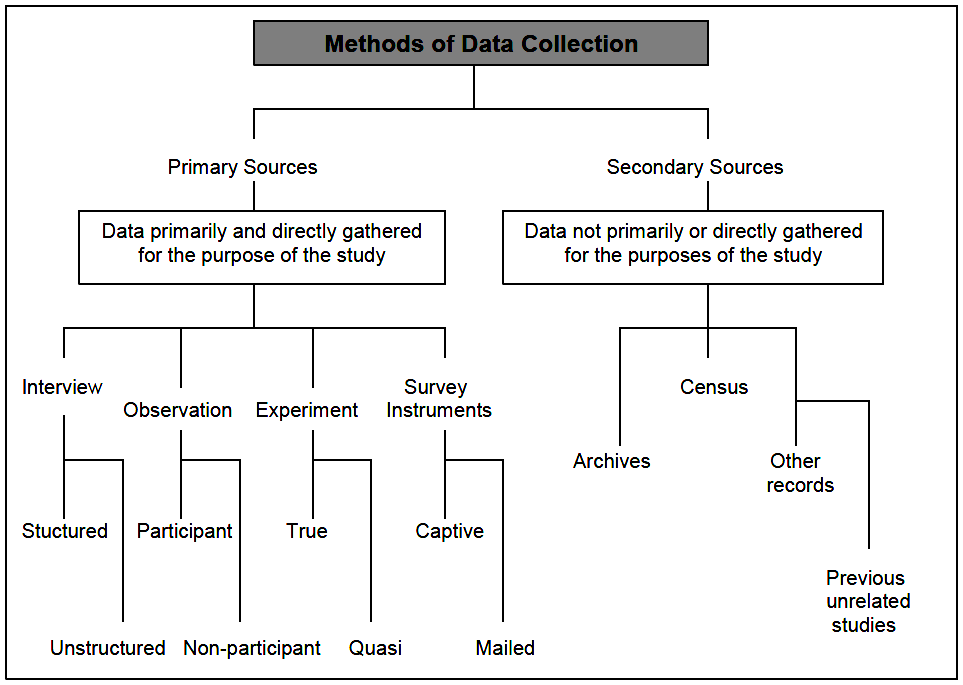 Methods of Data Collection
Primary Sources
Secondary Sources
Data primarily and directly gathered
for the purpose of the study
Data not primarily or directly gathered
for the purposes of the study
Interview
Observation
Experiment
Survey
Instruments
Archives
Census
Other
records
Stuctured
Participant
True
Captive
Previous
unrelated
studies
Unstructured
Non-participant
Quasi
Mailed